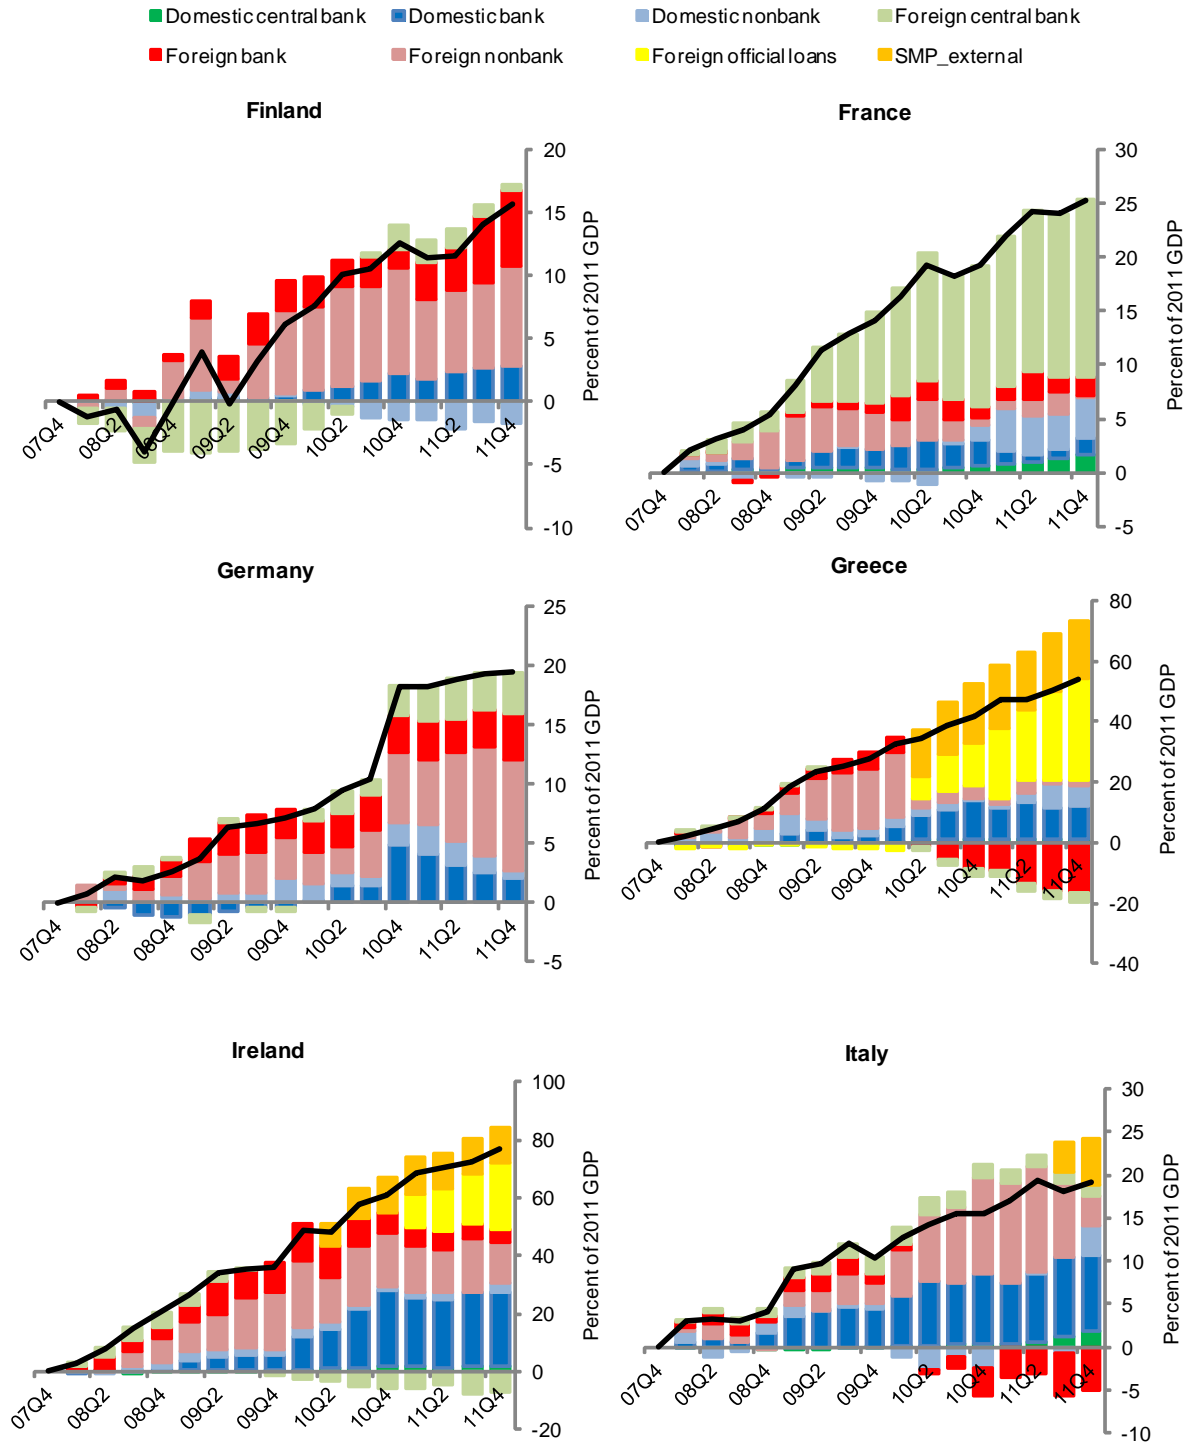 Domestic central bank Domestic bank Domestic nonbank Foreign central bank
Foreign bank Foreign nonbank Foreign official loans SMP_external
Finland
20
15
10
5
0
-5
-10
Percent of 2011 GDP
07Q4 08Q2 08Q4 09Q2 09Q4 10Q2 10Q4 11Q2 11Q4
France
30
25
20
15
10
5
0
-5
Percent of 2011 GDP
07Q4 08Q2 08Q4 09Q2 09Q4 10Q2 10Q4 11Q2 11Q4
Germany
25
20
15
10
5
0
-5
Percent of 2011 GDP
07Q4 08Q2 08Q4 09Q2 09Q4 10Q2 10Q4 11Q2 11Q4
Greece
80
60
40
20
0
-20
-40
Percent of 2011 GDP
07Q4 08Q2 08Q4 09Q2 09Q4 10Q2 10Q4 11Q2 11Q4
Ireland
100
80
60
40
20
0
-20
Percent of 2011 GDP
07Q4 08Q2 08Q4 09Q2 09Q4 10Q2 10Q4 11Q2 11Q4
Italy
30
25
20
15
10
5
0
-5
-10
Percent of 2011 GDP
07Q4 08Q2 08Q4 09Q2 09Q4 10Q2 10Q4 11Q2 11Q4